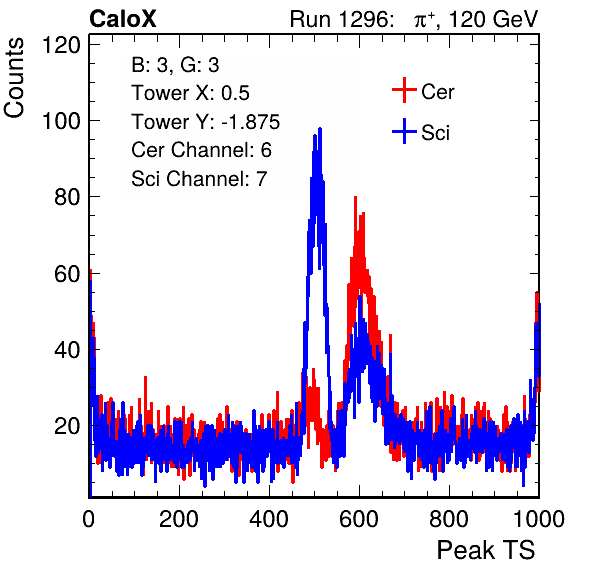 CaloX Run 1296: π⁺, 120 GeV
Counts
B: 3, G: 3
Tower X: 0.5
Tower Y: -1.875
Cer Channel: 6
Sci Channel: 7
Cer
Sci
120
100
80
60
40
20
0 200 400 600 800 1000
Peak TS